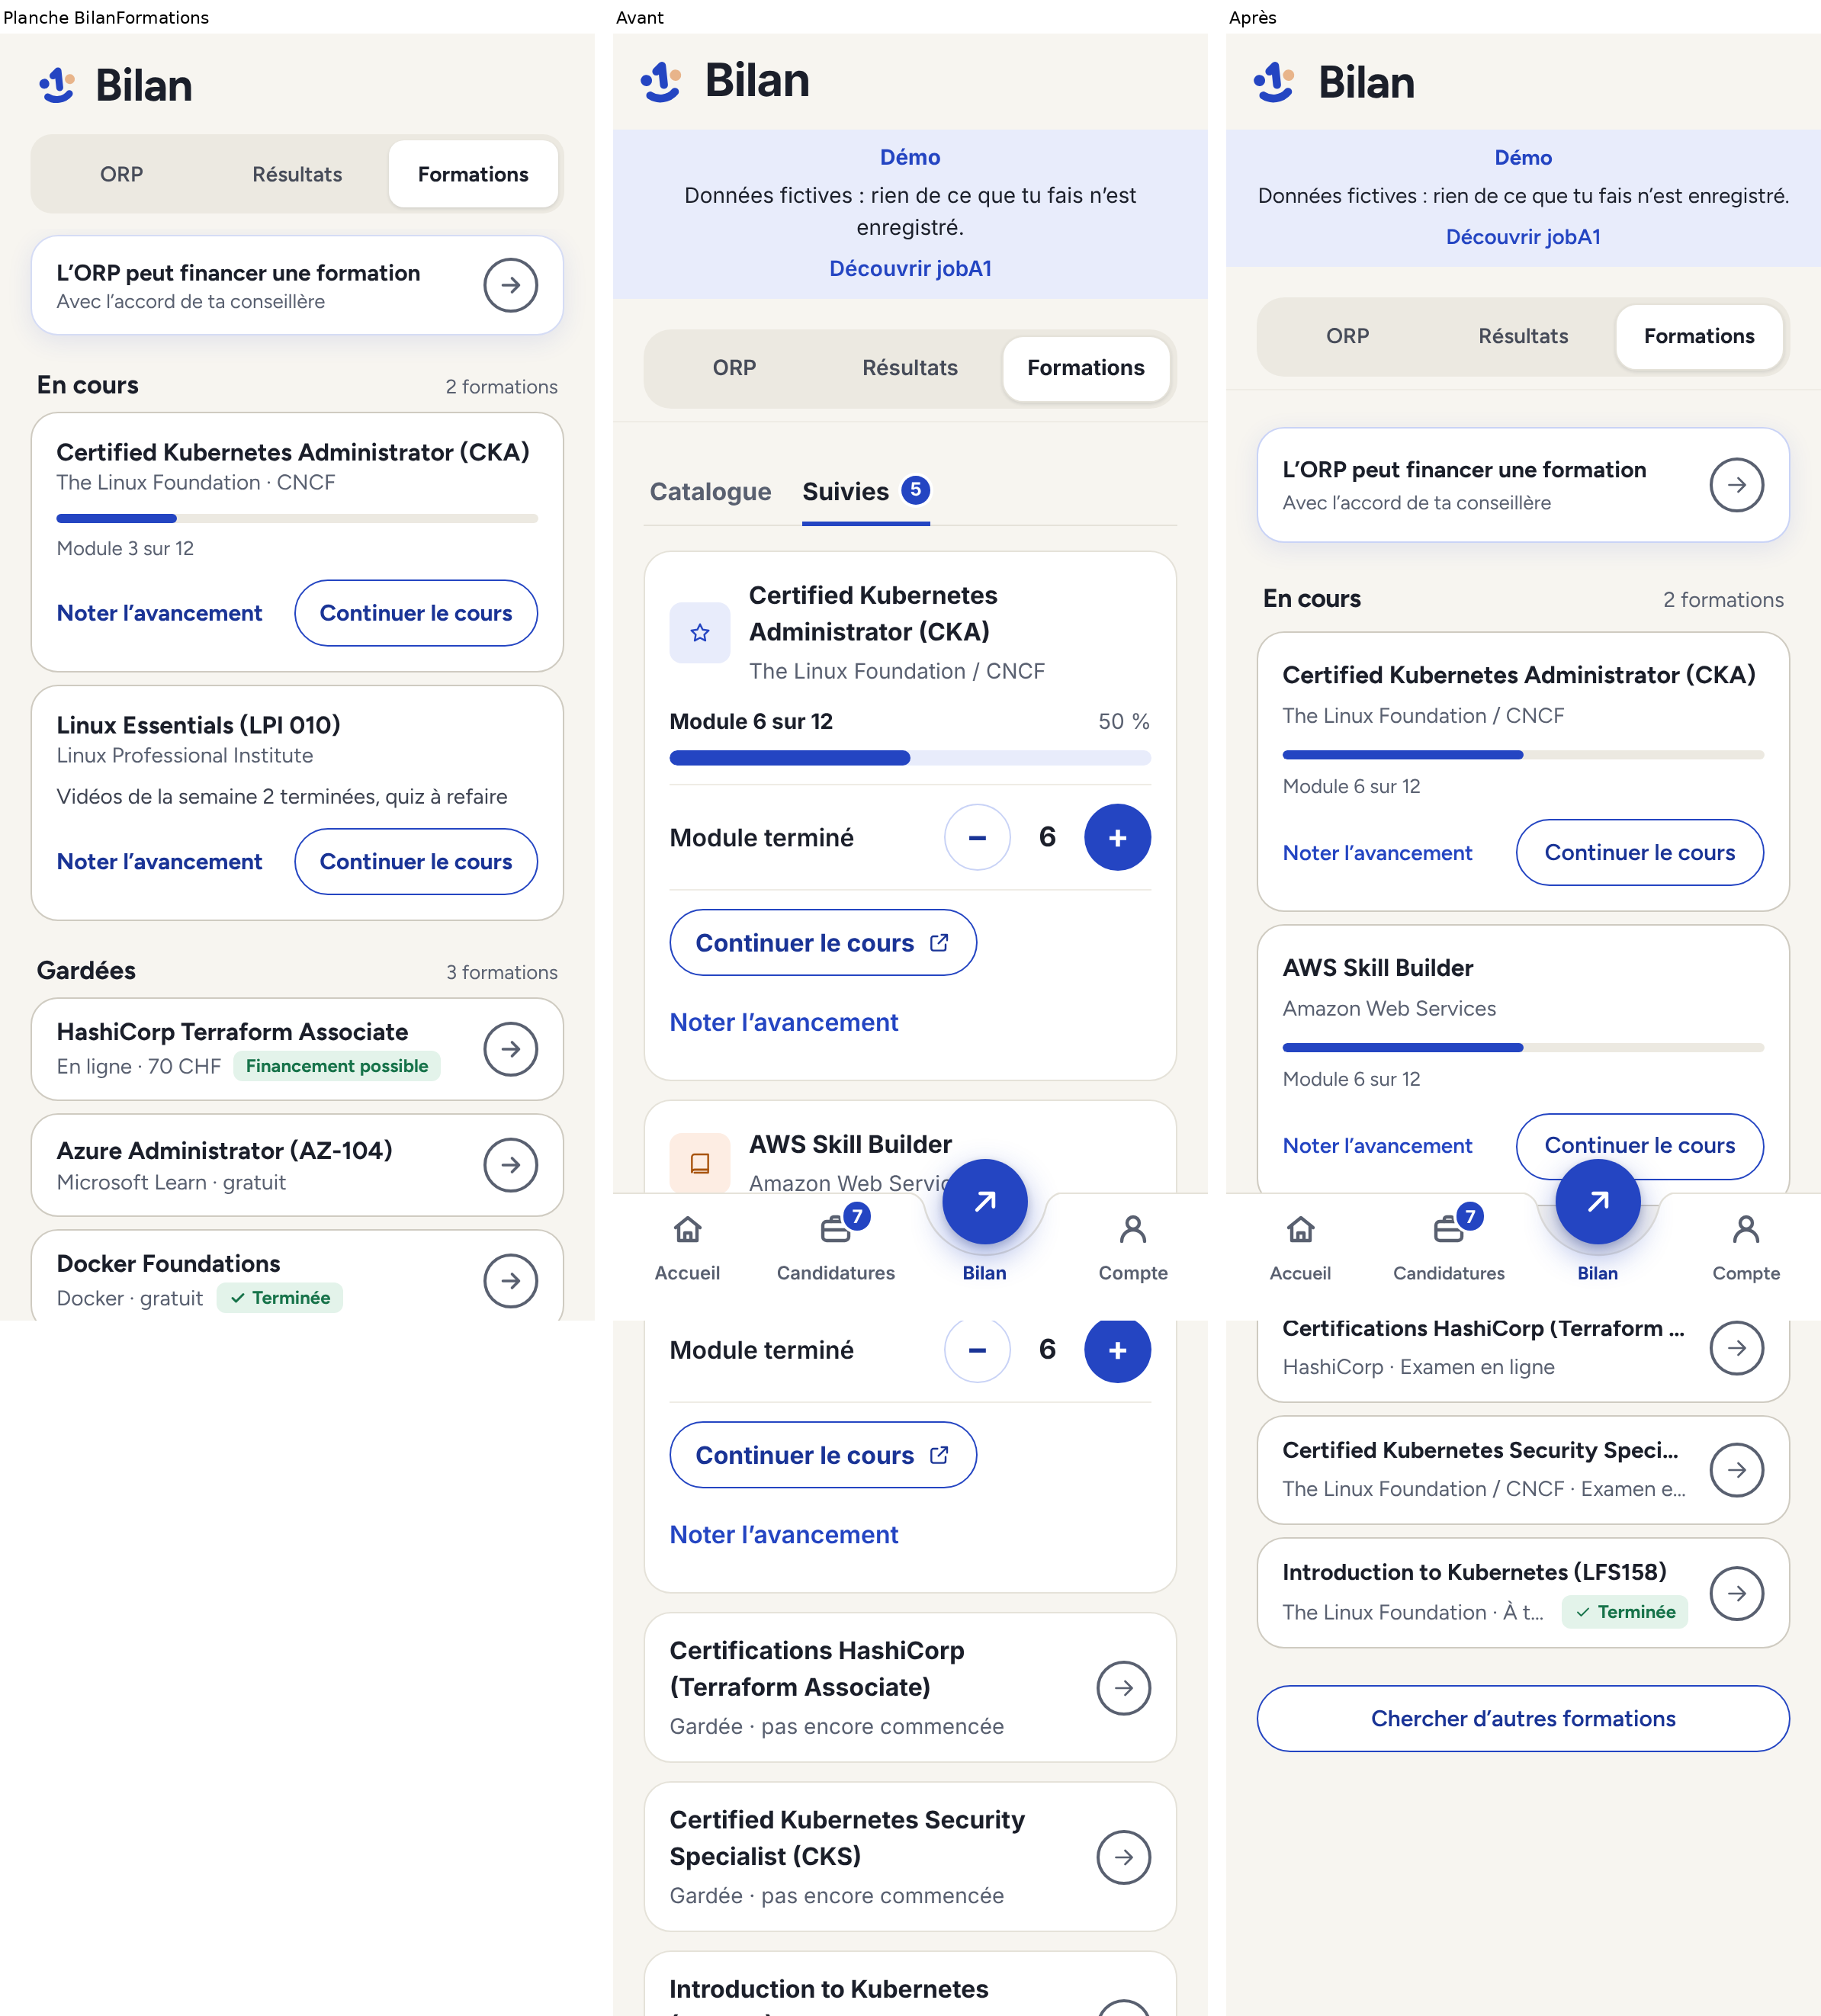 Planche BilanFormations
Bilan
ORP
Résultats
Formations
L’ORP peut financer une formation
Avec l’accord de ta conseillère
En cours
2 formations
Certified Kubernetes Administrator (CKA)
The Linux Foundation · CNCF
Module 3 sur 12
Noter l’avancement
Continuer le cours
Linux Essentials (LPI 010)
Linux Professional Institute
Vidéos de la semaine 2 terminées, quiz à refaire
Noter l’avancement
Continuer le cours
Gardées
3 formations
HashiCorp Terraform Associate
En ligne · 70 CHF
Financement possible
Azure Administrator (AZ-104)
Microsoft Learn · gratuit
Docker Foundations
Docker · gratuit
Terminée
Avant
Bilan
Démo
Données fictives : rien de ce que tu fais n’est
enregistré.
Découvrir jobA1
ORP
Résultats
Formations
Catalogue
Suivies
5
Certified Kubernetes
Administrator (CKA)
The Linux Foundation / CNCF
Module 6 sur 12
50 %
Module terminé
−
6
+
Continuer le cours
Noter l’avancement
AWS Skill Builder
Amazon Web Servic
Accueil
7
Candidatures
Bilan
Compte
Module terminé
−
6
+
Continuer le cours
Noter l’avancement
Certifications HashiCorp
(Terraform Associate)
Gardée · pas encore commencée
Certified Kubernetes Security
Specialist (CKS)
Gardée · pas encore commencée
Introduction to Kubernetes
Après
Bilan
Démo
Données fictives : rien de ce que tu fais n’est enregistré.
Découvrir jobA1
ORP
Résultats
Formations
L’ORP peut financer une formation
Avec l’accord de ta conseillère
En cours
2 formations
Certified Kubernetes Administrator (CKA)
The Linux Foundation / CNCF
Module 6 sur 12
Noter l’avancement
Continuer le cours
AWS Skill Builder
Amazon Web Services
Module 6 sur 12
Noter l’avancement
Continuer le cours
Accueil
7
Candidatures
Bilan
Compte
Certifications HashiCorp (Terraform ...
HashiCorp · Examen en ligne
Certified Kubernetes Security Speci...
The Linux Foundation / CNCF · Examen e...
Introduction to Kubernetes (LFS158)
The Linux Foundation · À t...
Terminée
Chercher d’autres formations